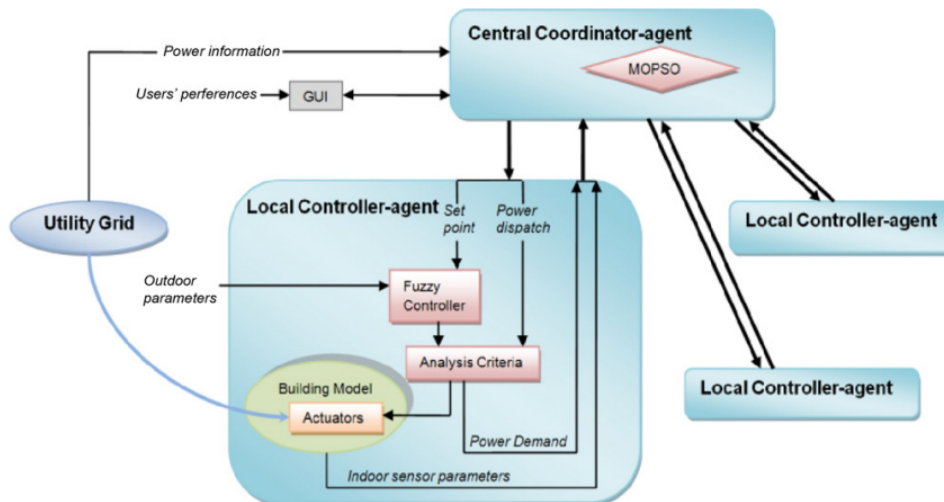 Central Coordinator-agent
MOPSO
Power information
Users' perferences
GUI
Local Controller-agent
Set
point
Power
dispatch
Utility Grid
Local Controller-agent
Outdoor
parameters
Fuzzy
Controller
Analysis Criteria
Local Controller-agent
Building Model
Actuators
Power Demand
Indoor sensor parameters